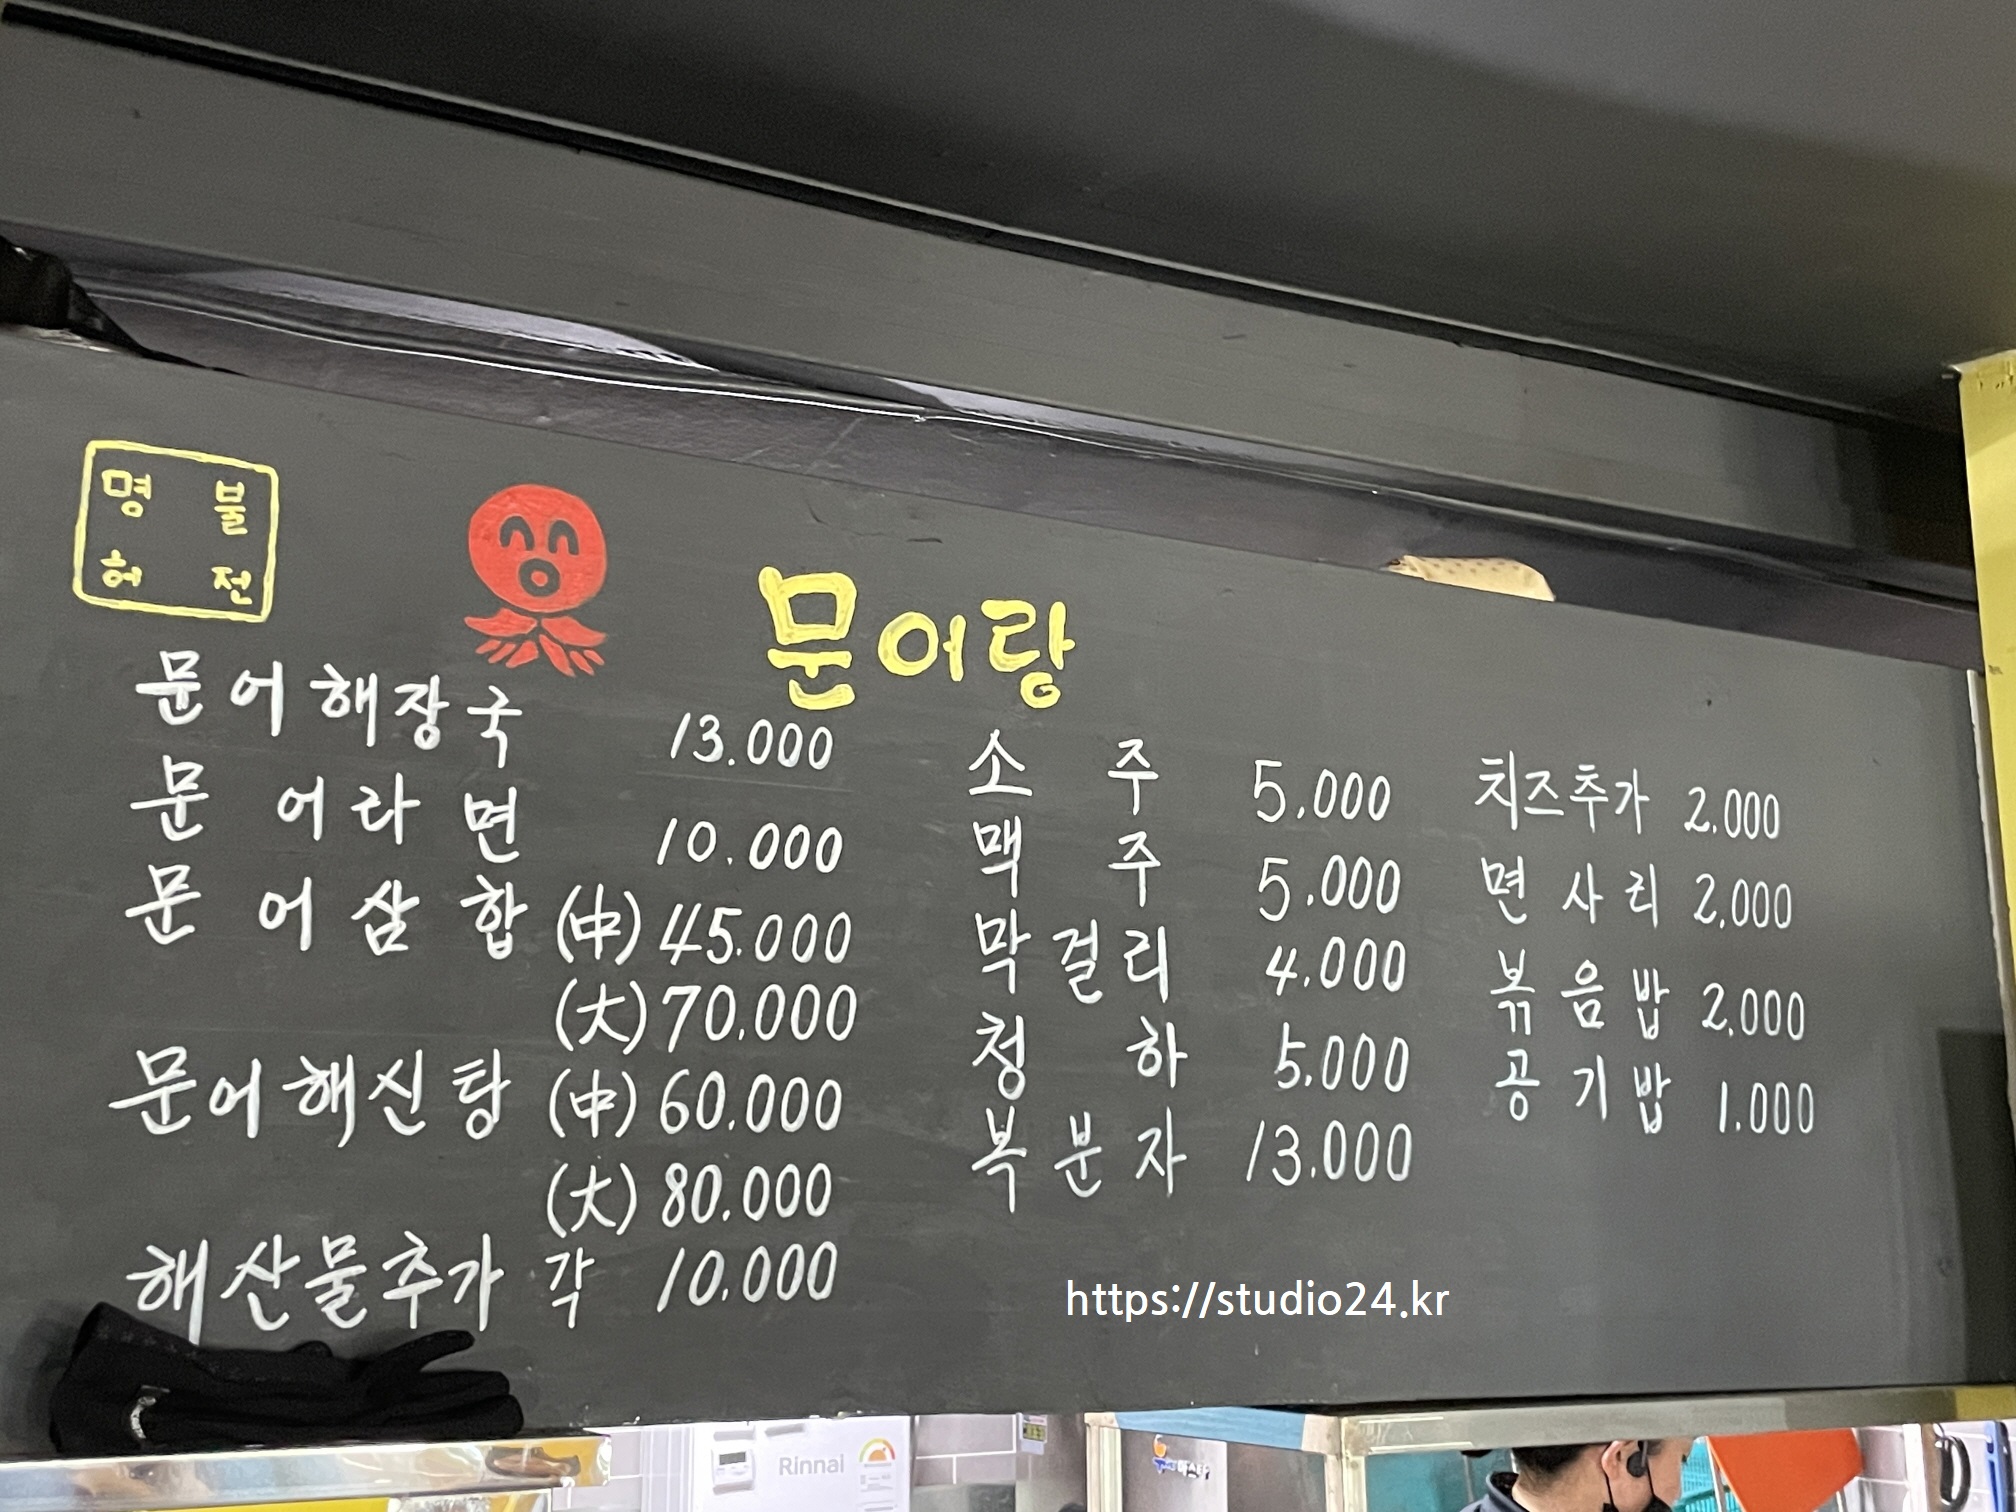 명 불
허 전
문어랑
문어해장국 13.000
문어라면 10.000
문어삼합 (中) 45.000
(大) 70.000
문어해신탕 (中) 60.000
(大) 80.000
해산물추가 각 10.000
소주 5.000
맥주 5.000
막걸리 4.000
청하 5.000
복분자 13.000
치즈추가 2.000
면사리 2.000
볶음밥 2.000
공기밥 1.000
https://studio24.kr
Rinnai